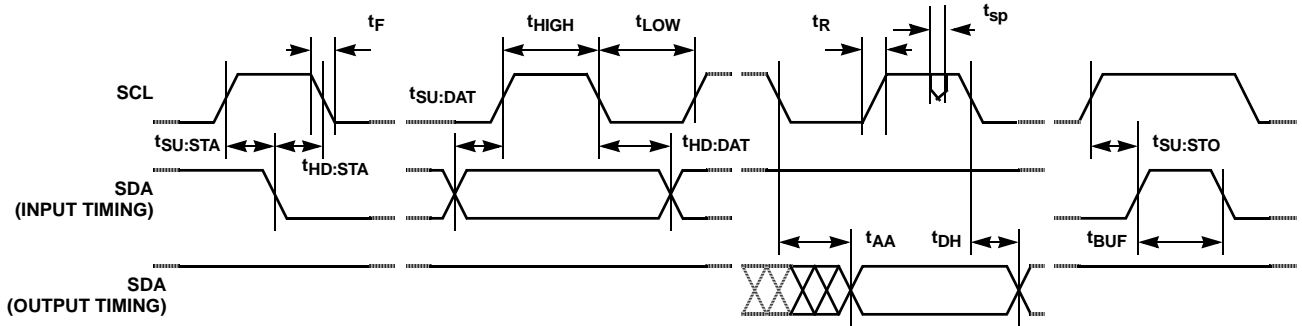 tF
tHIGH
tLOW
tR
tsp
SCL
tSU:DAT
tSU:STA
tHD:STA
tHD:DAT
tSU:STO
SDA
(INPUT TIMING)
tAA
tDH
tBUF
SDA
(OUTPUT TIMING)